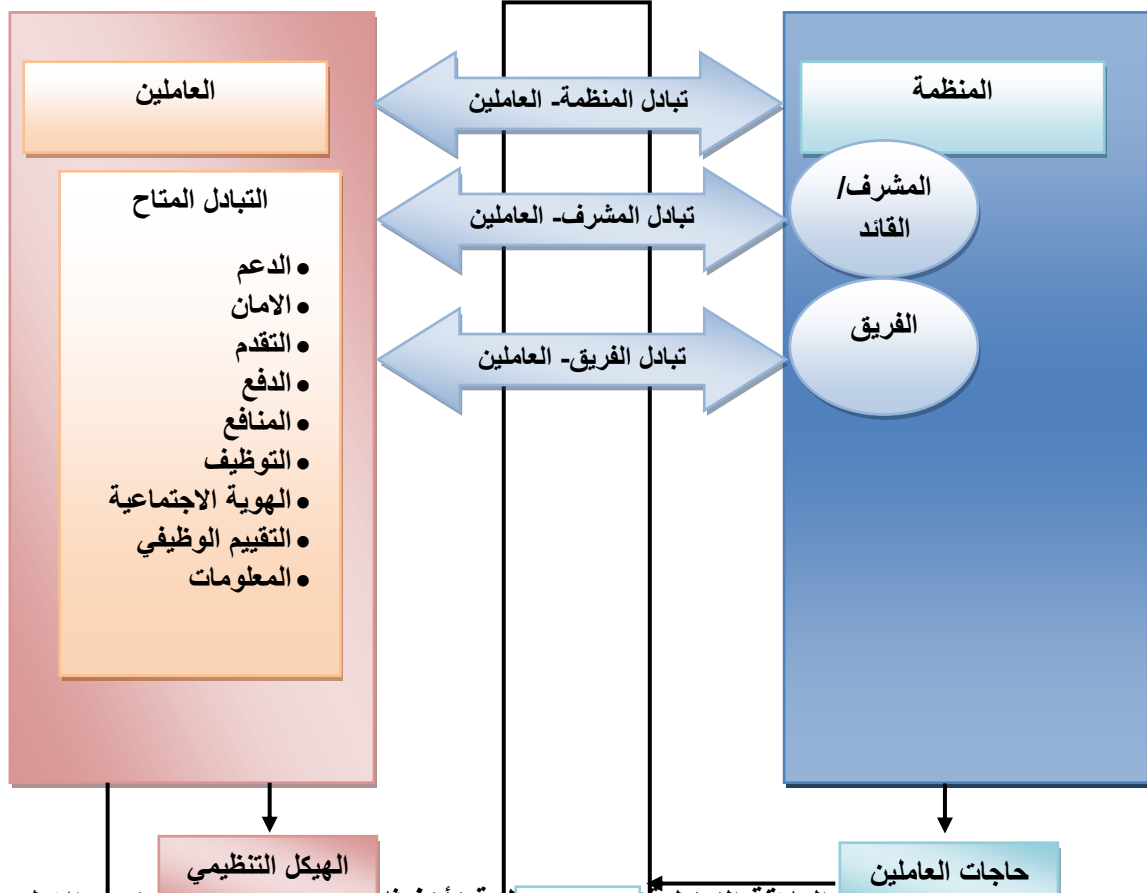 المنظمة
تبادل المنظمة- العاملين
العاملين
المشرف/
القائد
تبادل المشرف- العاملين
الفريق
تبادل الفريق- العاملين
التبادل المتاح
• الدعم
• الامان
• التقدم
• الدفع
• المنافع
• التوظيف
• الهوية الاجتماعية
• التقييم الوظيفي
• المعلومات
حاجات العاملين
الهيكل التنظيمي